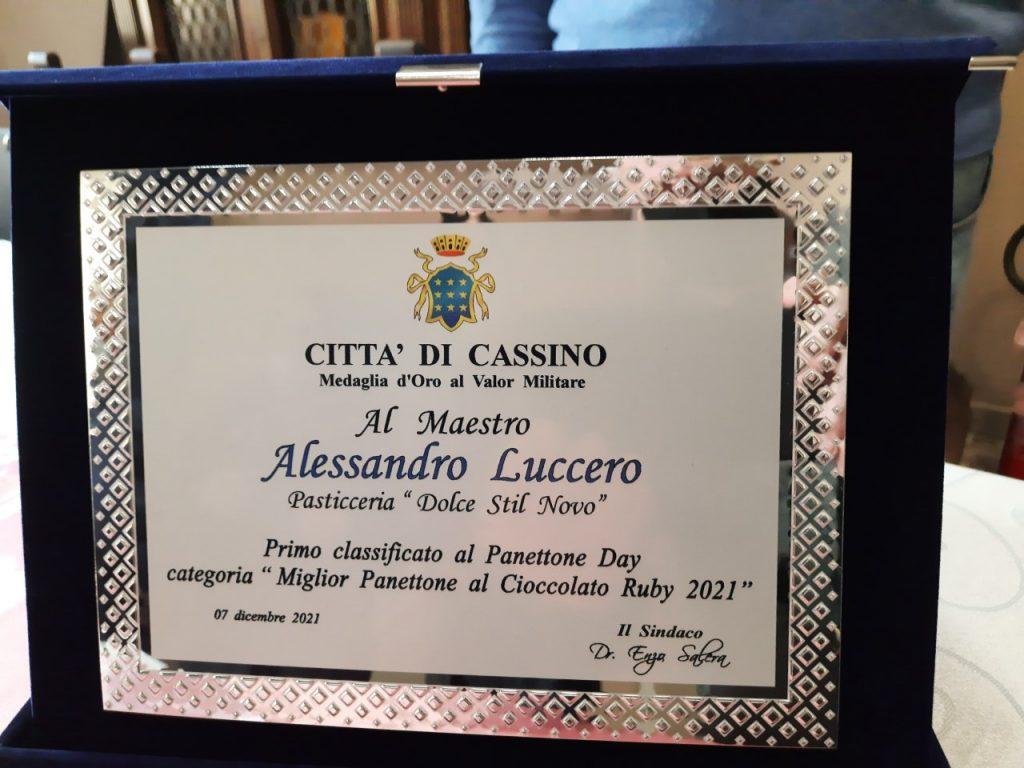 CITTA' DI CASSINO
Medaglia d'Oro al Valor Militare
Al Maestro
Alessandro Luccero
Pasticceria “ Dolce Stil Novo”
Primo classificato al Panettone Day
categoria “ Miglior Panettone al Cioccolato Ruby 2021”
07 dicembre 2021
Il Sindaco
Dr. Enzo Salera